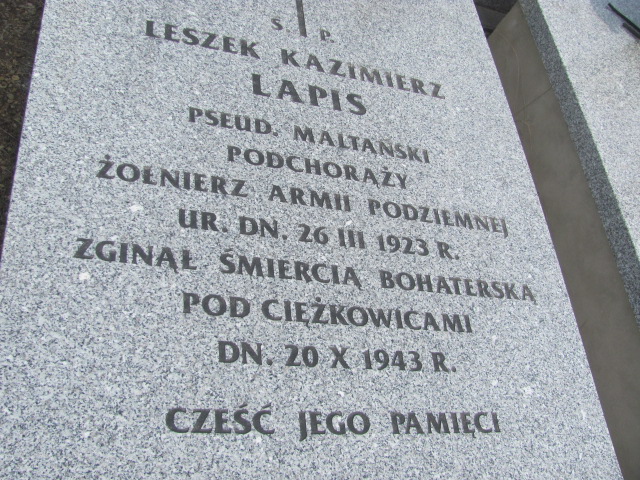 Ś. P.
LESZEK KAZIMIERZ
LAPIS
PSEUD. MALTAŃSKI
PODCHORĄŻY
ŻOŁNIERZ ARMII PODZIEMNEJ
UR. DN. 26 III 1923 R.
ZGINĄŁ ŚMIERCIĄ BOHATERSKĄ
POD CIĘŻKOWICAMI
DN. 20 X 1943 R.
CZEŚĆ JEGO PAMIĘCI